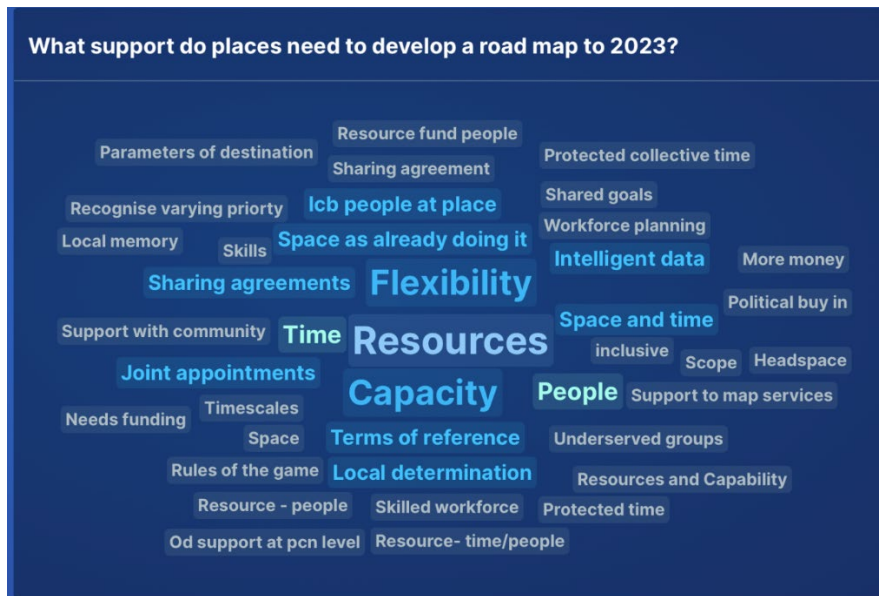 What support do places need to develop a road map to 2023?
Resource fund people
Parameters of destination
Protected collective time
Sharing agreement
Shared goals
Icb people at place
Recognise varying priorty
Workforce planning
Local memory
Space as already doing it
Skills
Intelligent data
More money
Sharing agreements
Flexibility
Political buy in
Space and time
Support with community
Time
Resources
inclusive
Scope
Headspace
Joint appointments
Capacity
People
Support to map services
Timescales
Needs funding
Space
Terms of reference
Underserved groups
Rules of the game
Local determination
Resources and Capability
Resource - people
Skilled workforce
Protected time
Od support at pcn level
Resource- time/people